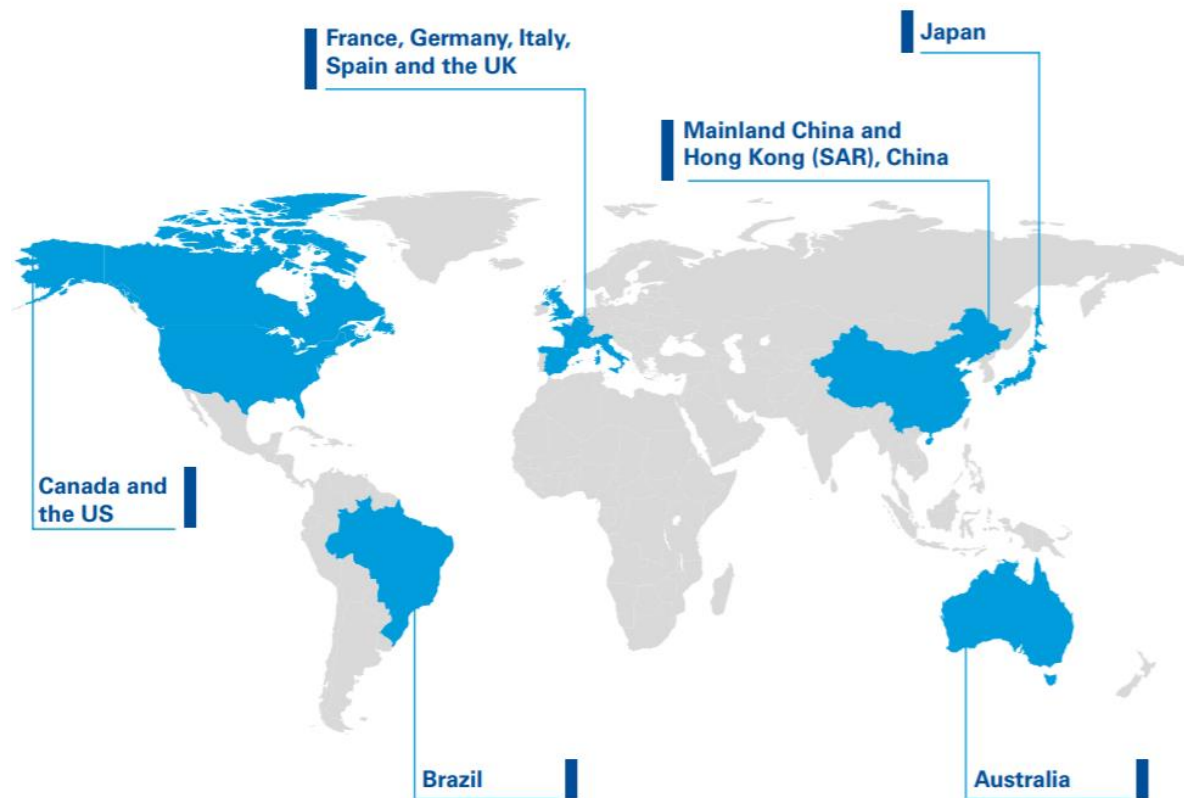 France, Germany, Italy,
Spain and the UK
Japan
Mainland China and
Hong Kong (SAR), China
Canada and
the US
Brazil
Australia